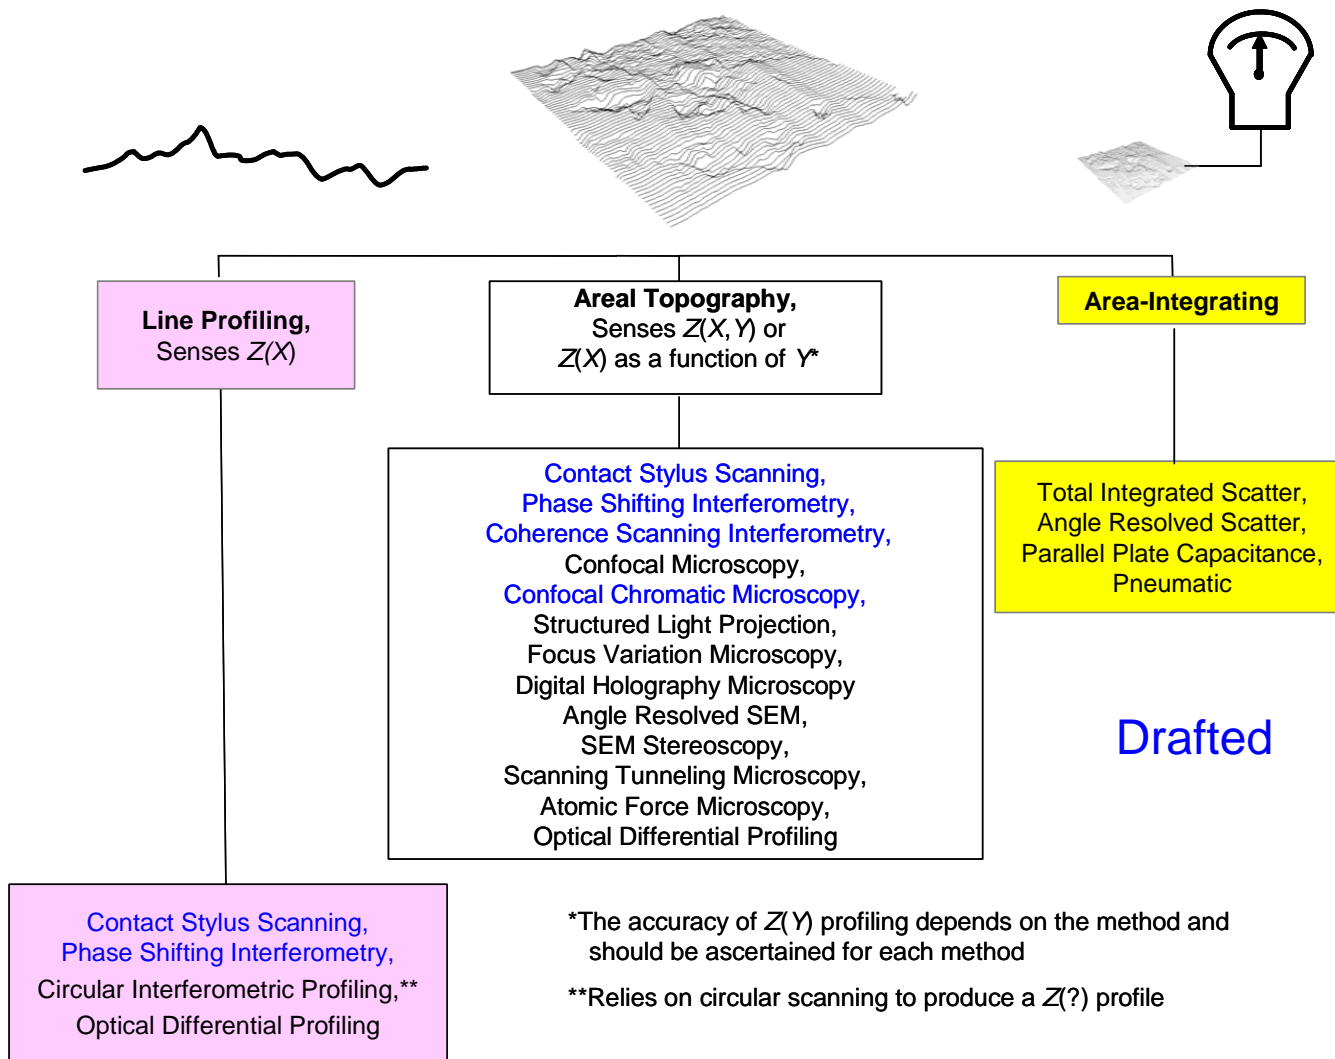 Line Profiling,
Senses Z(X)
Areal Topography,
Senses Z(X,Y) or
Z(X) as a function of Y*
Area-Integrating
Contact Stylus Scanning,
Phase Shifting Interferometry,
Coherence Scanning Interferometry,
Confocal Microscopy,
Confocal Chromatic Microscopy,
Structured Light Projection,
Focus Variation Microscopy,
Digital Holography Microscopy
Angle Resolved SEM,
SEM Stereoscopy,
Scanning Tunneling Microscopy,
Atomic Force Microscopy,
Optical Differential Profiling
Total Integrated Scatter,
Angle Resolved Scatter,
Parallel Plate Capacitance,
Pneumatic
Drafted
Contact Stylus Scanning,
Phase Shifting Interferometry,
Circular Interferometric Profiling,**
Optical Differential Profiling
*The accuracy of Z(Y) profiling depends on the method and
should be ascertained for each method
**Relies on circular scanning to produce a Z(?) profile